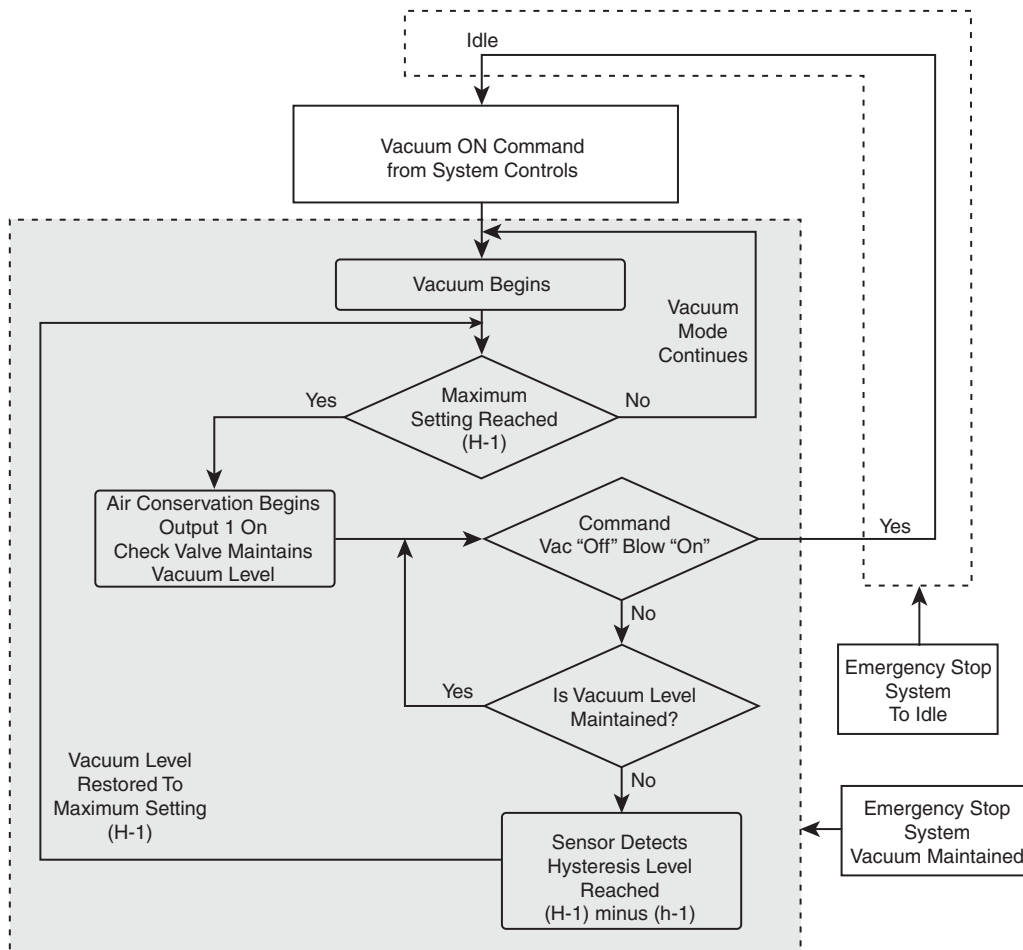 Idle
Vacuum ON Command
from System Controls
Vacuum Begins
Vacuum
Mode
Continues
Maximum
Setting Reached
(H-1)
Yes
No
Air Conservation Begins
Output 1 On
Check Valve Maintains
Vacuum Level
Command
Vac “Off” Blow “On”
Yes
No
Is Vacuum Level
Maintained?
Yes
No
Emergency Stop
System
To Idle
Vacuum Level
Restored To
Maximum Setting
(H-1)
Sensor Detects
Hysteresis Level
Reached
(H-1) minus (h-1)
Emergency Stop
System
Vacuum Maintained